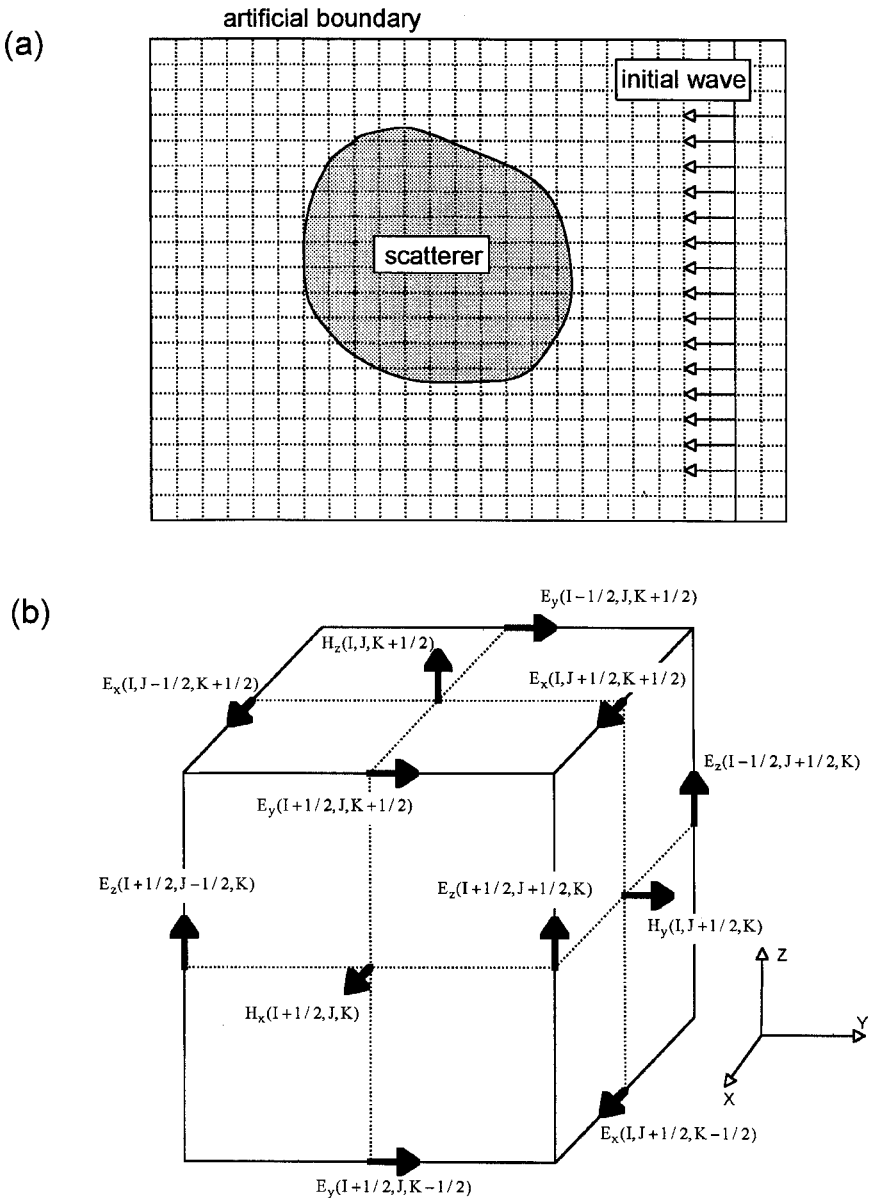 artificial boundary
(a)
initial wave
scatterer
(b)
E_y(I−1/2,J,K+1/2)
H_z(I,J,K+1/2)
E_x(I,J−1/2,K+1/2)
E_x(I,J+1/2,K+1/2)
E_z(I−1/2,J+1/2,K)
E_y(I+1/2,J,K+1/2)
E_z(I+1/2,J−1/2,K)
E_z(I+1/2,J+1/2,K)
H_y(I,J+1/2,K)
H_x(I+1/2,J,K)
Z
Y
X
E_x(I,J+1/2,K−1/2)
E_y(I+1/2,J,K−1/2)